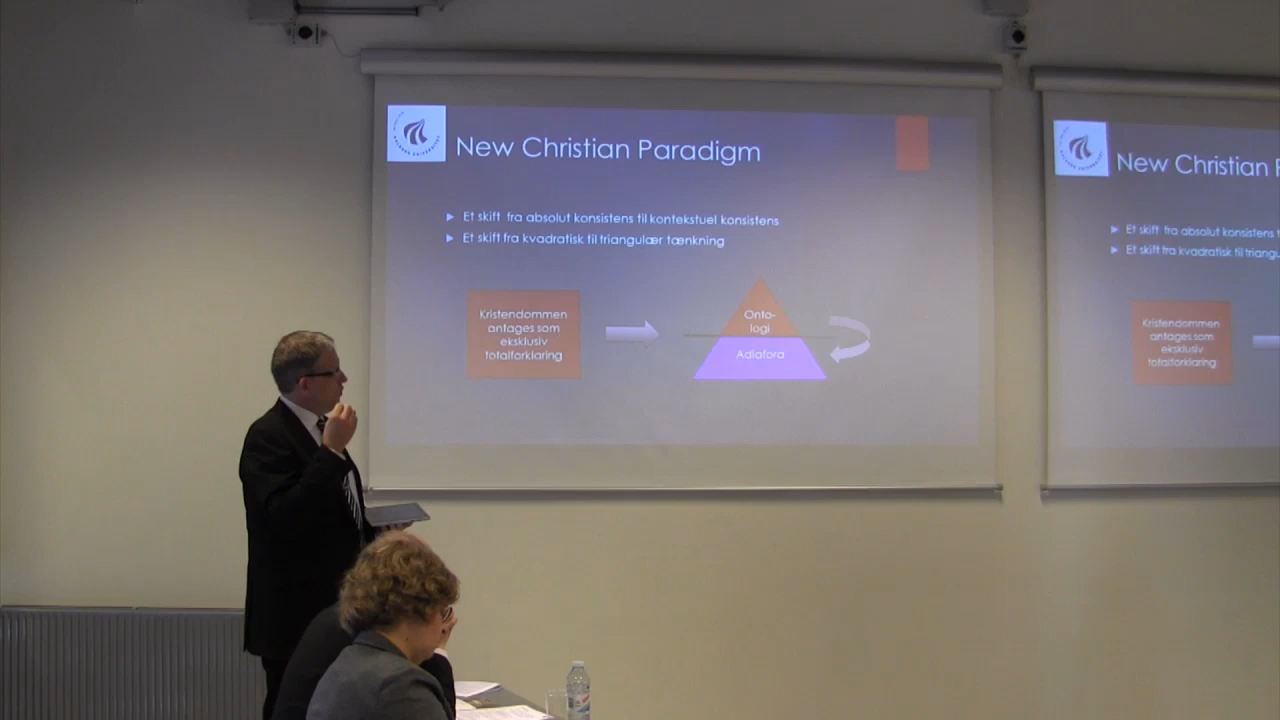 New Christian Paradigm
Et skift fra absolut konsistens til kontekstuel konsistens
Et skift fra kvadratisk til triangulær tænkning
Kristendommen
antages som
eksklusiv
totalforklaring
Onto-
logi
Adiafora
New Christian
Et skift fra absolut konsistens
Et skift fra kvadratisk til
Kristendommen
antages som
eksklusiv
totalforklaring